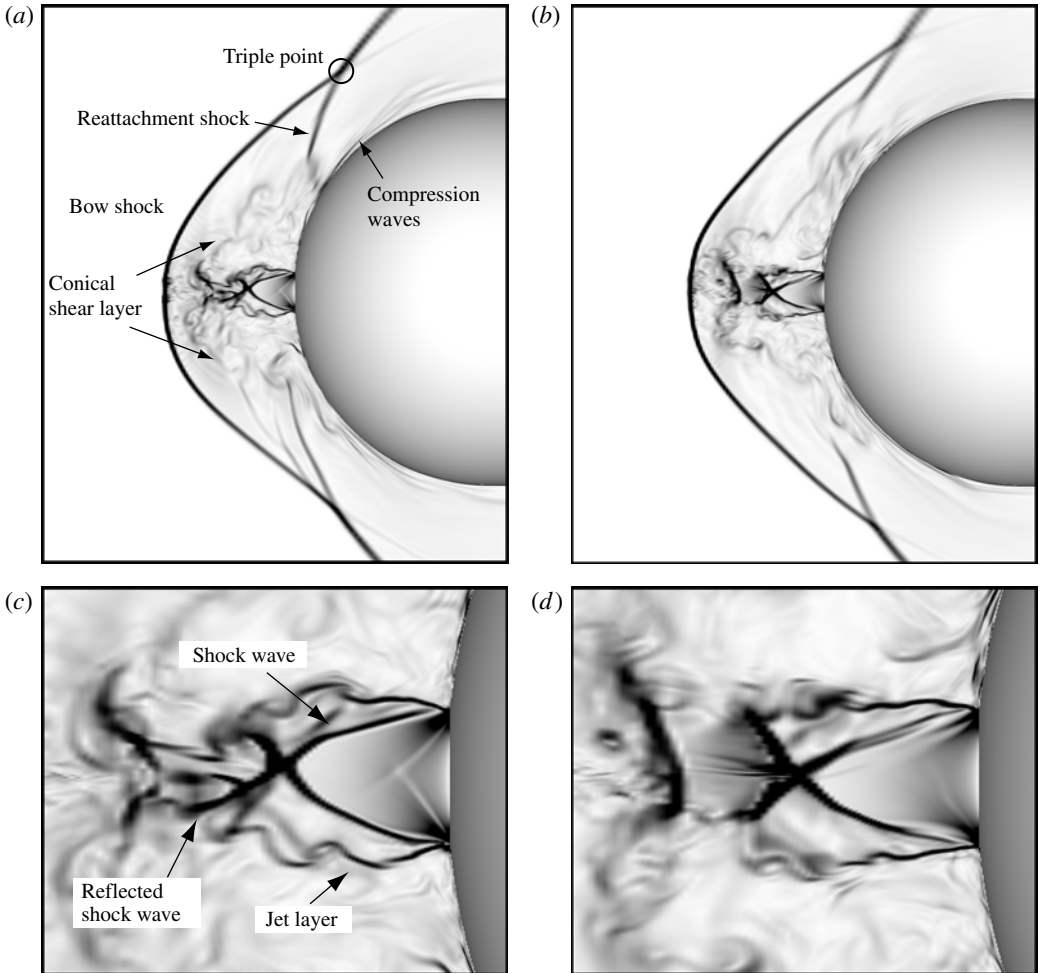 (a)
(b)
Triple point
Reattachment shock
Compression
waves
Bow shock
Conical
shear layer
(c)
(d)
Shock wave
Reflected
shock wave
Jet layer